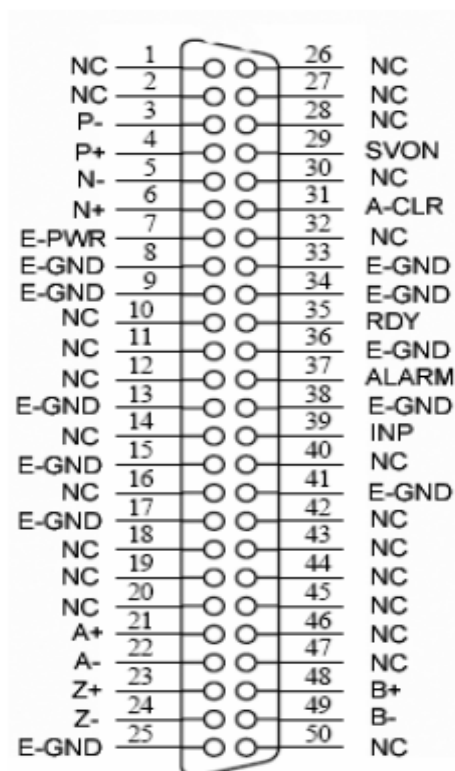 NC 1 26 NC
NC 2 27 NC
P- 3 28 NC
P+ 4 29 SVON
N- 5 30 NC
N+ 6 31 A-CLR
E-PWR 7 32 NC
E-GND 8 33 E-GND
E-GND 9 34 E-GND
NC 10 35 RDY
NC 11 36 E-GND
NC 12 37 ALARM
E-GND 13 38 E-GND
NC 14 39 INP
E-GND 15 40 NC
NC 16 41 E-GND
E-GND 17 42 NC
NC 18 43 NC
NC 19 44 NC
NC 20 45 NC
A+ 21 46 NC
A- 22 47 NC
Z+ 23 48 B+
Z- 24 49 B-
E-GND 25 50 NC